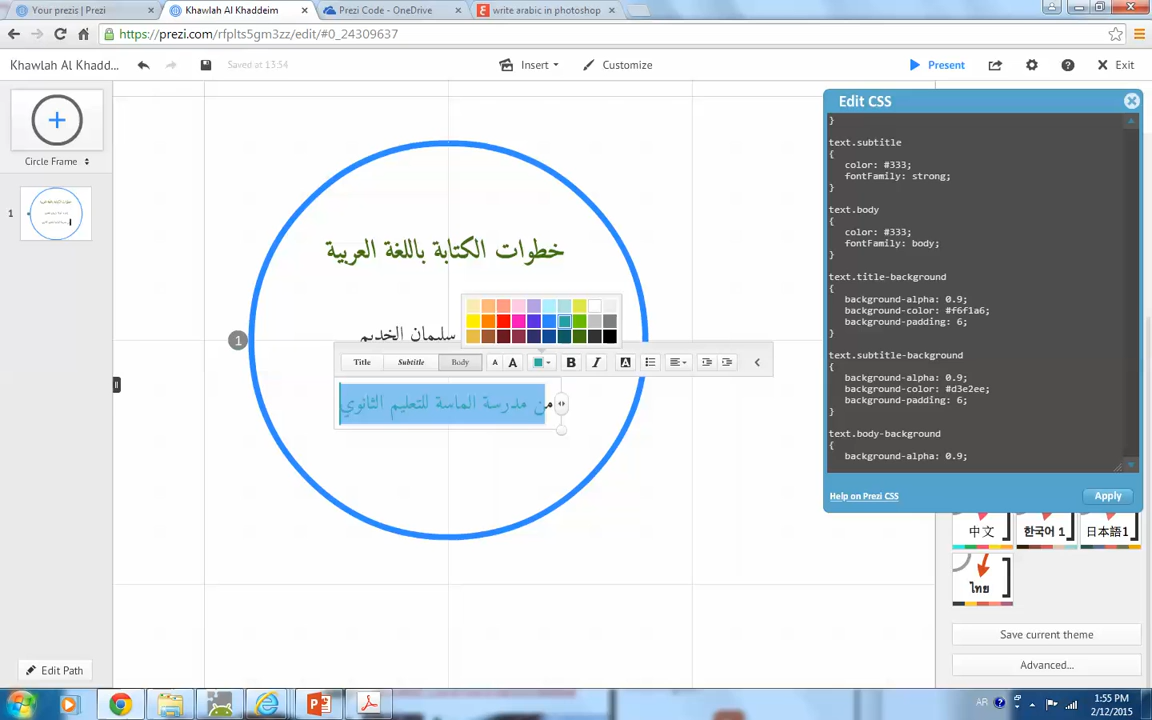 Your prezis | Prezi
Khawlah Al Khaddeim
Prezi Code - OneDrive
write arabic in photoshop
https://prezi.com/rfplts5gm3zz/edit/#0_24309637
Khawlah Al Khadd...
Saved at 13:54
Insert
Customize
Present
Exit
Circle Frame
1
خطوات الكتابة باللغة العربية
سليمان الخديم
1
Title
Subtitle
Body
A
A
B
I
A
من مدرسة الماسة للتعليم الثانوي
Edit CSS
}
text.subtitle
{
color: #333;
fontFamily: strong;
}
text.body
{
color: #333;
fontFamily: body;
}
text.title-background
{
background-alpha: 0.9;
background-color: #f6f1a6;
background-padding: 6;
}
text.subtitle-background
{
background-alpha: 0.9;
background-color: #d3e2ee;
background-padding: 6;
}
text.body-background
{
background-alpha: 0.9;
Help on Prezi CSS
Apply
中文
한국어 1
日本語1
ไทย
Save current theme
Advanced...
Edit Path
AR
1:55 PM
2/12/2015